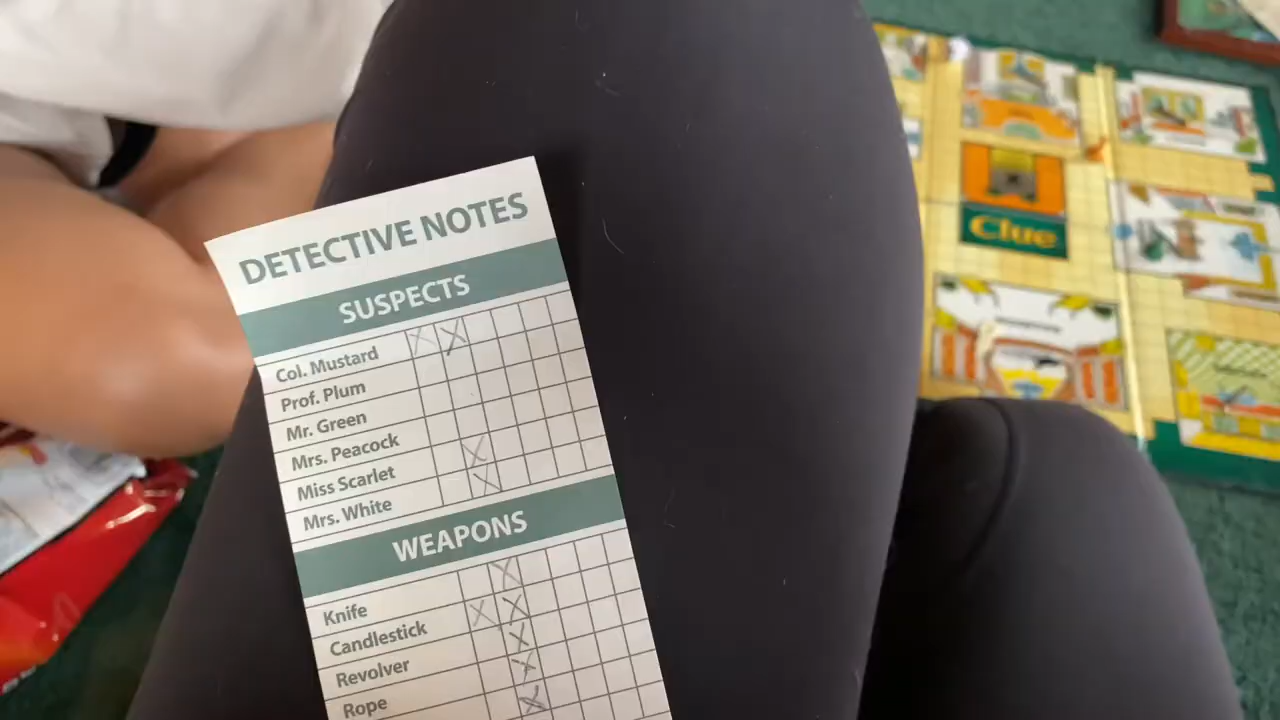 DETECTIVE NOTES
SUSPECTS
Col. Mustard
Prof. Plum
Mr. Green
Mrs. Peacock
Miss Scarlet
Mrs. White
WEAPONS
Knife
Candlestick
Revolver
Rope
Clue